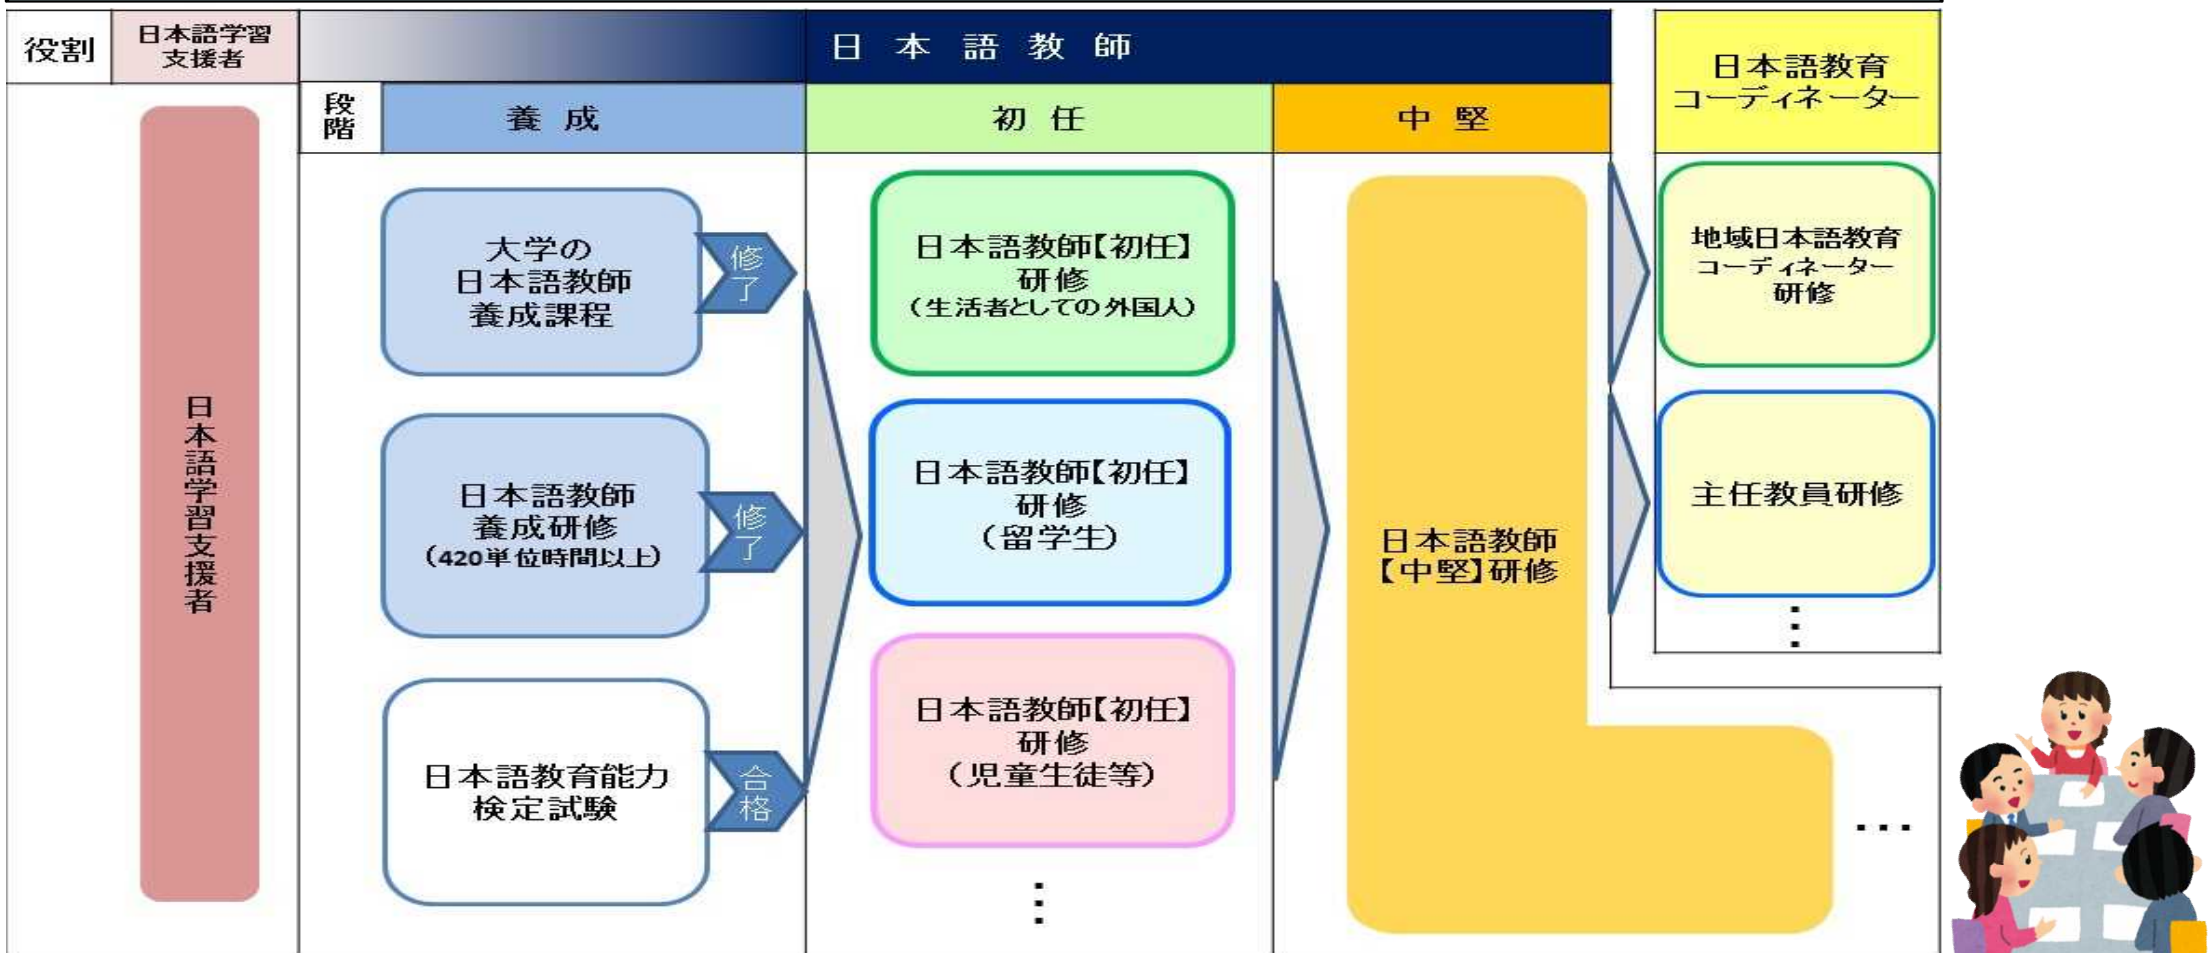 役割
日本語学習
支援者
日本語教師
日本語教育
コーディネーター
段階
養成
初任
中堅
日本語学習支援者
大学の
日本語教師
養成課程
修了
日本語教師
養成研修
（420単位時間以上）
修了
日本語教育能力
検定試験
合格
日本語教師【初任】
研修
（生活者としての外国人）
日本語教師【初任】
研修
（留学生）
日本語教師【初任】
研修
（児童生徒等）
⋮
日本語教師
【中堅】研修
…
地域日本語教育
コーディネーター
研修
主任教員研修
⋮